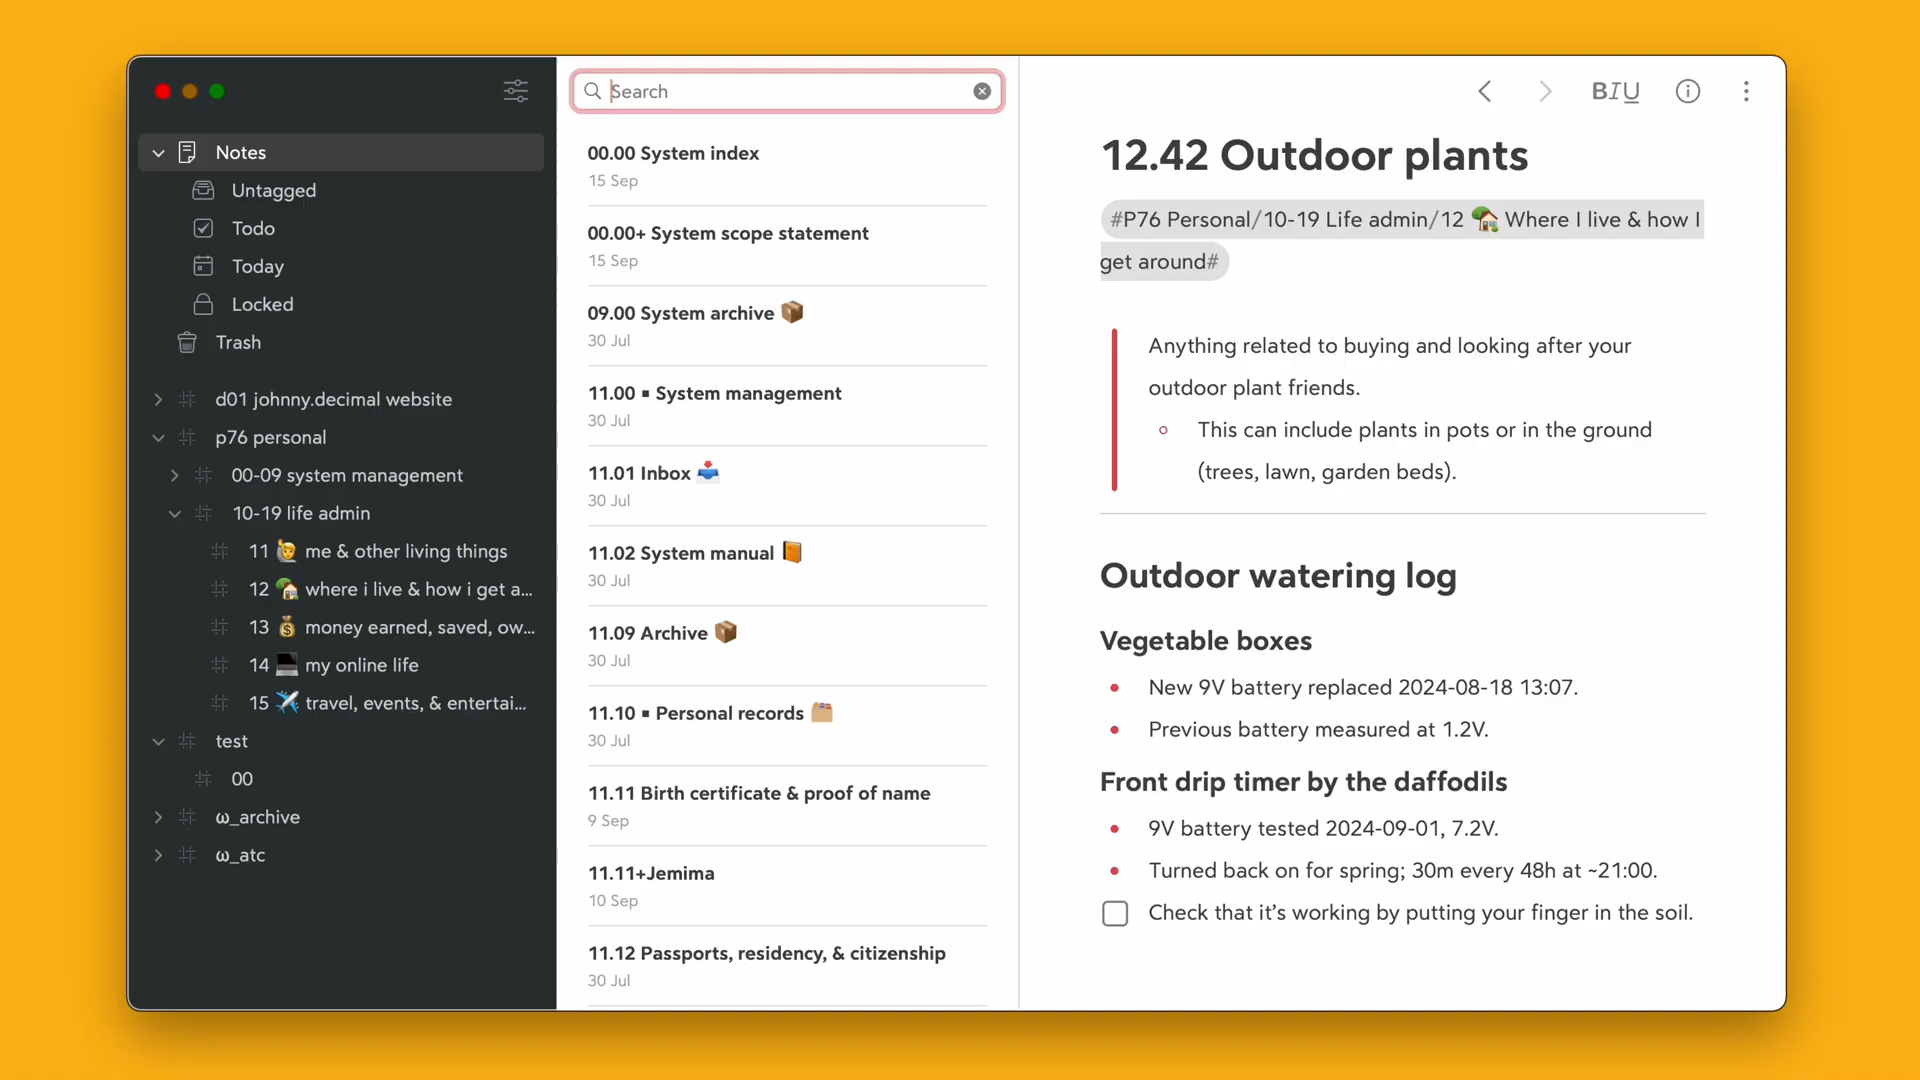 Notes
Untagged
Todo
Today
Locked
Trash
d01 johnny.decimal website
p76 personal
00-09 system management
10-19 life admin
11 🙋 me & other living things
12 🏡 where i live & how i get a...
13 💰 money earned, saved, ow...
14 💻 my online life
15 ✈️ travel, events, & entertai...
test
00
ω_archive
ω_atc
Search
00.00 System index
15 Sep
00.00+ System scope statement
15 Sep
09.00 System archive 📦
30 Jul
11.00 ▪ System management
30 Jul
11.01 Inbox 📥
30 Jul
11.02 System manual 📙
30 Jul
11.09 Archive 📦
30 Jul
11.10 ▪ Personal records 🗂️
30 Jul
11.11 Birth certificate & proof of name
9 Sep
11.11+Jemima
10 Sep
11.12 Passports, residency, & citizenship
30 Jul
BIU
12.42 Outdoor plants
#P76 Personal/10-19 Life admin/12 🏡 Where I live & how I
get around#
Anything related to buying and looking after your
outdoor plant friends.
This can include plants in pots or in the ground
(trees, lawn, garden beds).
Outdoor watering log
Vegetable boxes
New 9V battery replaced 2024-08-18 13:07.
Previous battery measured at 1.2V.
Front drip timer by the daffodils
9V battery tested 2024-09-01, 7.2V.
Turned back on for spring; 30m every 48h at ~21:00.
Check that it’s working by putting your finger in the soil.